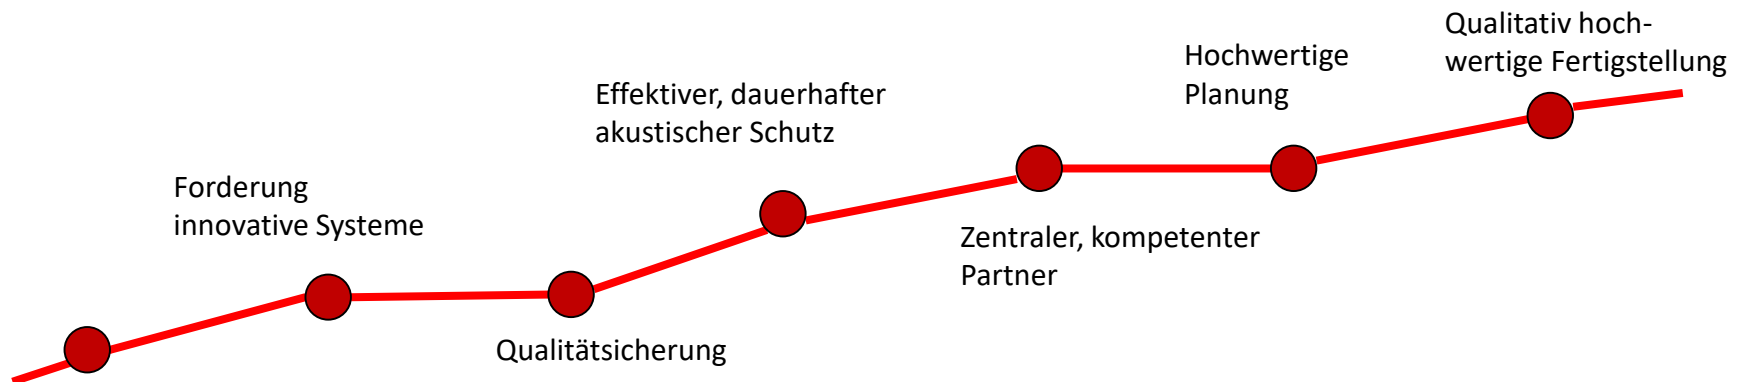 Forderung
innovative Systeme
Qualitätsicherung
Effektiver, dauerhafter
akustischer Schutz
Zentraler, kompetenter
Partner
Hochwertige
Planung
Qualitativ hoch-
wertige Fertigstellung